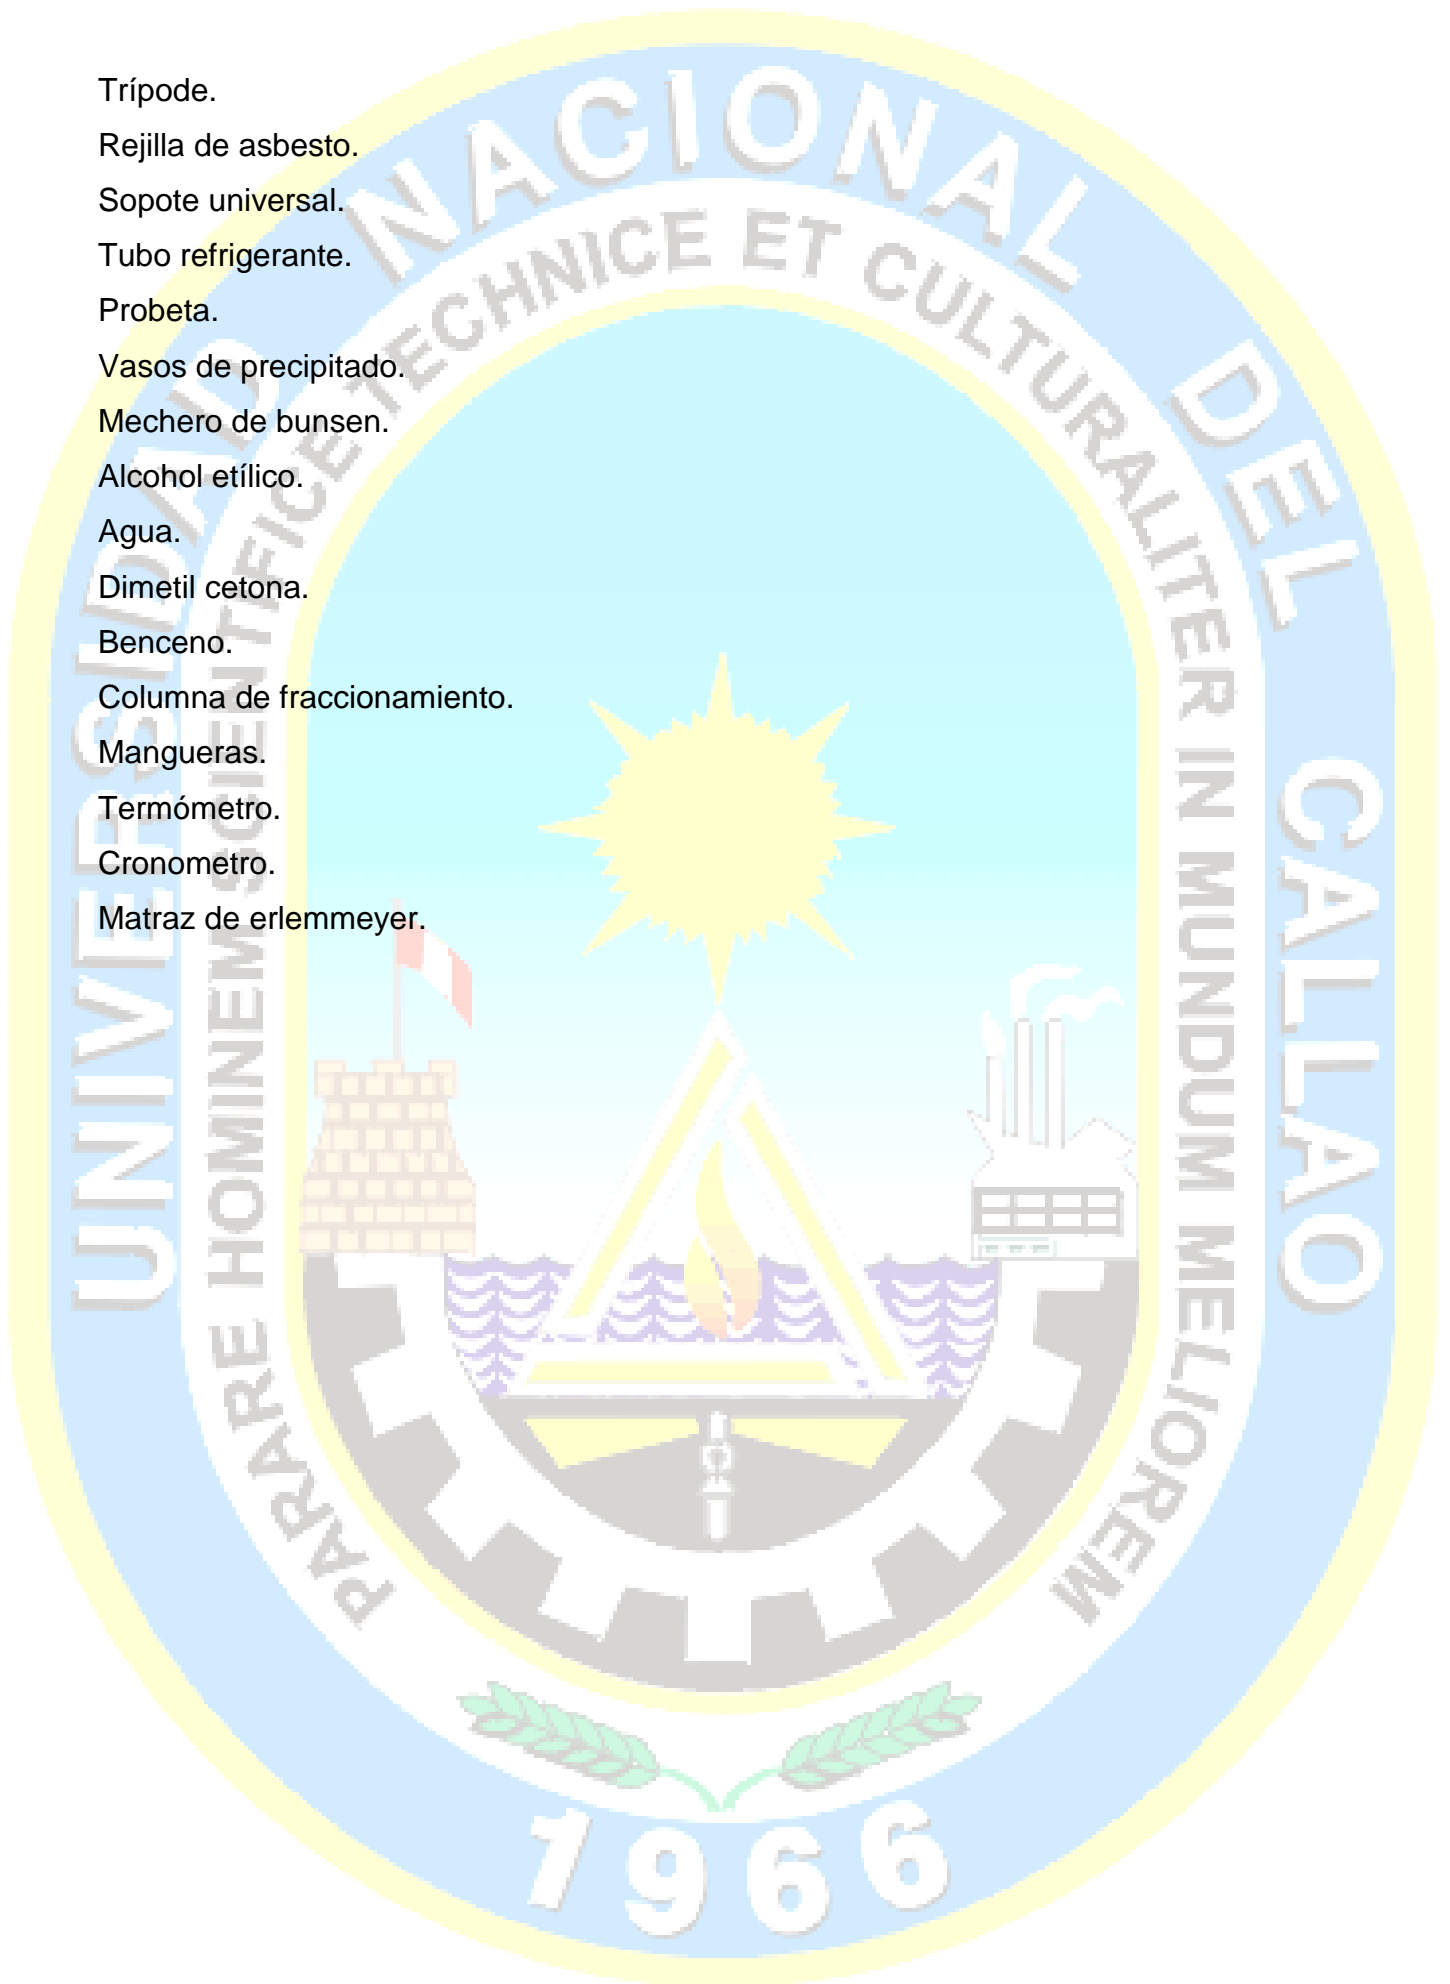 Trípode.
Rejilla de asbesto.
Sopote universal.
Tubo refrigerante.
Probeta.
Vasos de precipitado.
Mechero de bunsen.
Alcohol etílico.
Agua.
Dimetil cetona.
Benceno.
Columna de fraccionamiento.
Mangueras.
Termómetro.
Cronometro.
Matraz de erlemmeyer.
UNIVERSIDAD NACIONAL DEL CALLAO
PARARE HOMINEM SCIENTIFICE TECHNICE ET CULTURALITER IN MUNDUM MELIOREM
1966